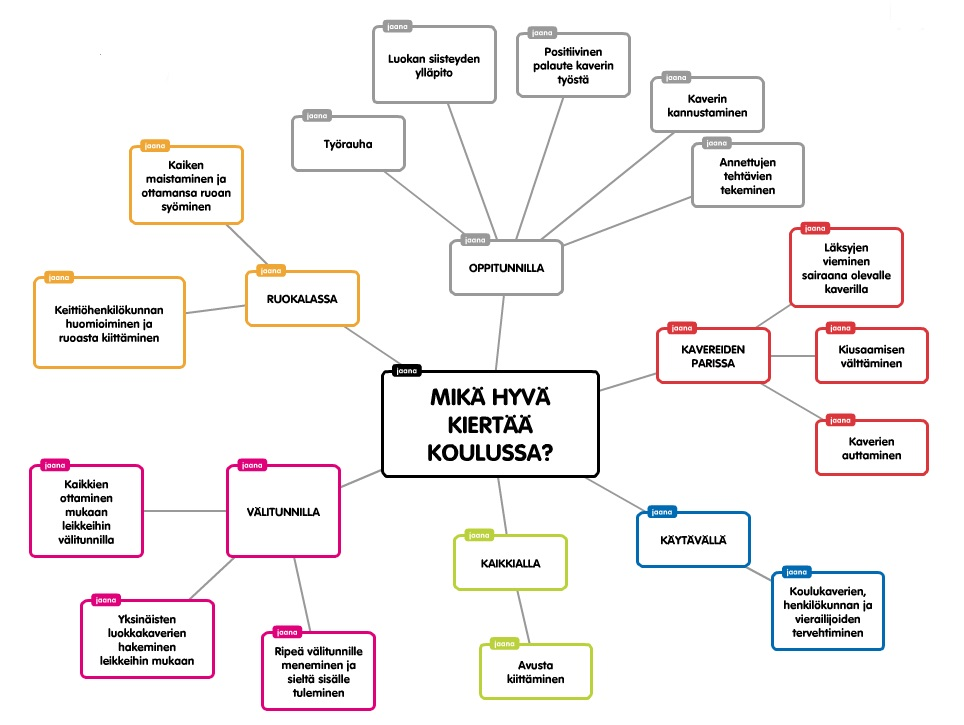 jaana
Luokan siisteyden
ylläpito
jaana
Positiivinen
palaute kaverin
työstä
jaana
Kaverin
kannustaminen
jaana
Työrauha
jaana
Annettujen
tehtävien
tekeminen
jaana
OPPITUNNILLA
jaana
Kaiken
maistaminen ja
ottamansa ruoan
syöminen
jaana
RUOKALASSA
jaana
Keittiöhenkilökunnan
huomioiminen ja
ruoasta kiittäminen
jaana
Läksyjen
vieminen
sairaana olevalle
kaverilla
jaana
KAVEREIDEN
PARISSA
jaana
Kiusaamisen
välttäminen
jaana
Kaverien
auttaminen
jaana
MIKÄ HYVÄ
KIERTÄÄ
KOULUSSA?
jaana
VÄLITUNNILLA
jaana
Kaikkien
ottaminen
mukaan
leikkeihin
välitunnilla
jaana
Yksinäisten
luokkakaverien
hakeminen
leikkeihin mukaan
jaana
Ripeä välitunnille
meneminen ja
sieltä sisälle
tuleminen
jaana
KAIKKIALLA
jaana
Avusta
kiittäminen
jaana
KÄYTÄVÄLLÄ
jaana
Koulukaverien,
henkilökunnan ja
vierailijoiden
tervehtiminen